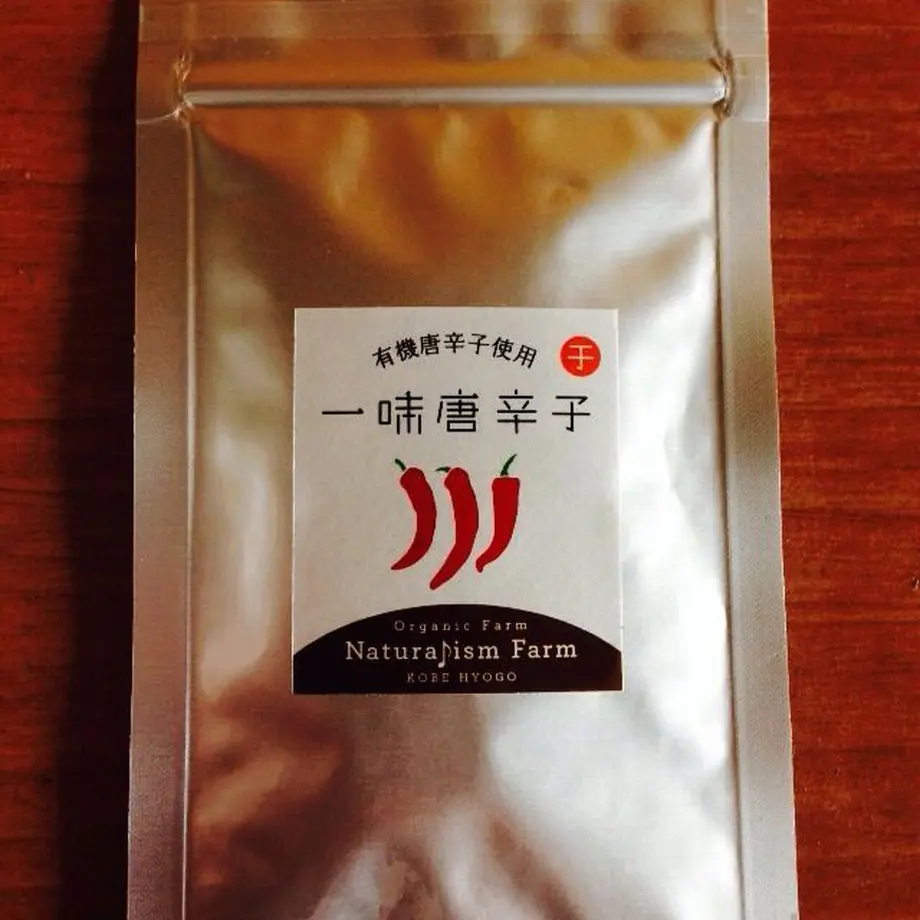 有機唐辛子使用
于
一味唐辛子
Organic Farm
Naturalism Farm
KOBE HYOGO